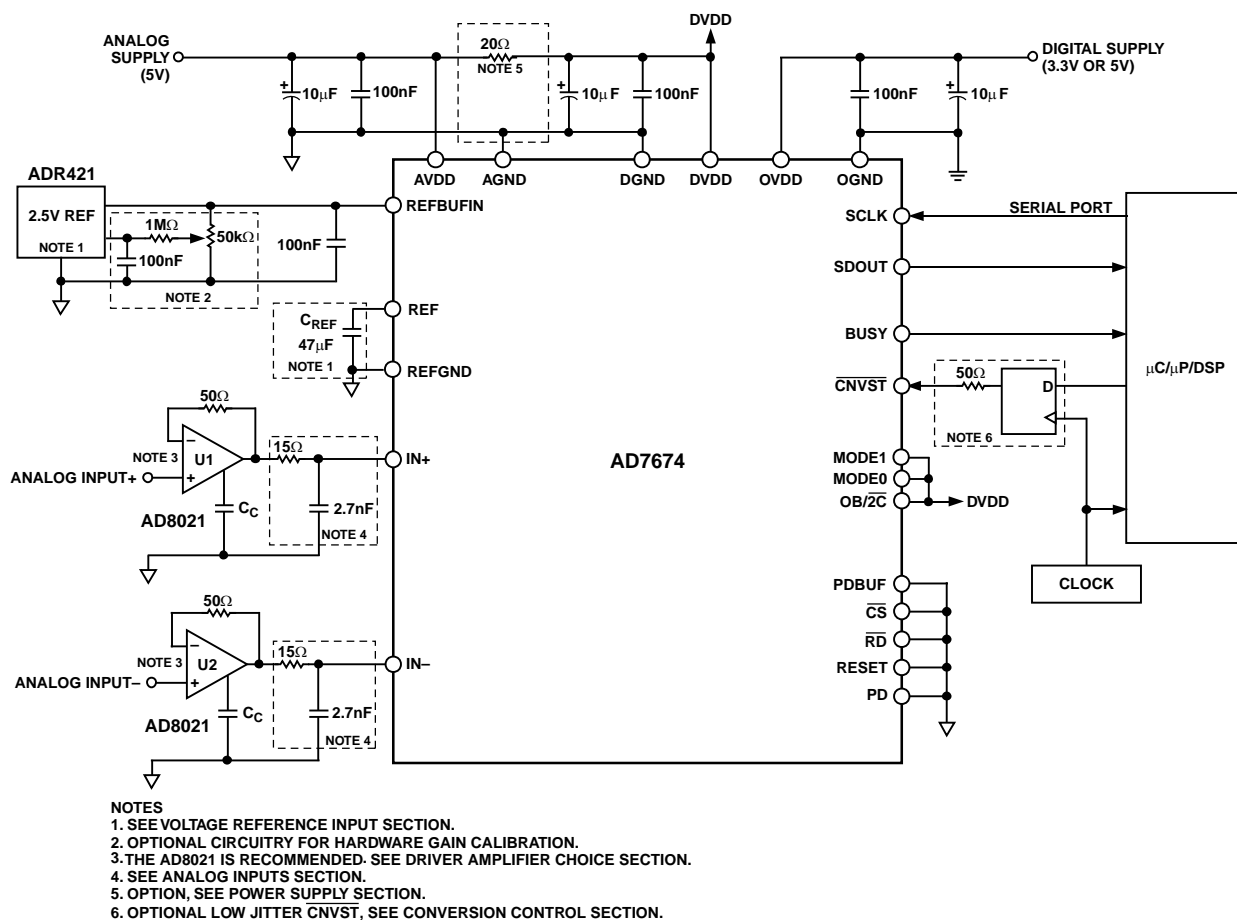 DVDD
ANALOG
SUPPLY
(5V)
20Ω
NOTE 5
DIGITAL SUPPLY
(3.3V OR 5V)
+
10μF
100nF
+
10μF
100nF
100nF
+
10μF
AVDD
AGND
DGND
DVDD
OVDD
OGND
ADR421
2.5V REF
NOTE 1
1MΩ
50kΩ
100nF
NOTE 2
100nF
REFBUFIN
SCLK
SERIAL PORT
SDOUT
CREF
47μF
NOTE 1
REF
REFGND
BUSY
CNVST
50Ω
D
NOTE 6
μC/μP/DSP
50Ω
–
NOTE 3
U1
+
ANALOG INPUT+
AD8021
CC
15Ω
2.7nF
NOTE 4
IN+
AD7674
MODE1
MODE0
OB/2C
DVDD
CLOCK
50Ω
–
NOTE 3
U2
+
ANALOG INPUT–
AD8021
CC
15Ω
2.7nF
NOTE 4
IN–
PDBUF
CS
RD
RESET
PD
NOTES
1. SEE VOLTAGE REFERENCE INPUT SECTION.
2. OPTIONAL CIRCUITRY FOR HARDWARE GAIN CALIBRATION.
3. THE AD8021 IS RECOMMENDED. SEE DRIVER AMPLIFIER CHOICE SECTION.
4. SEE ANALOG INPUTS SECTION.
5. OPTION, SEE POWER SUPPLY SECTION.
6. OPTIONAL LOW JITTER CNVST, SEE CONVERSION CONTROL SECTION.